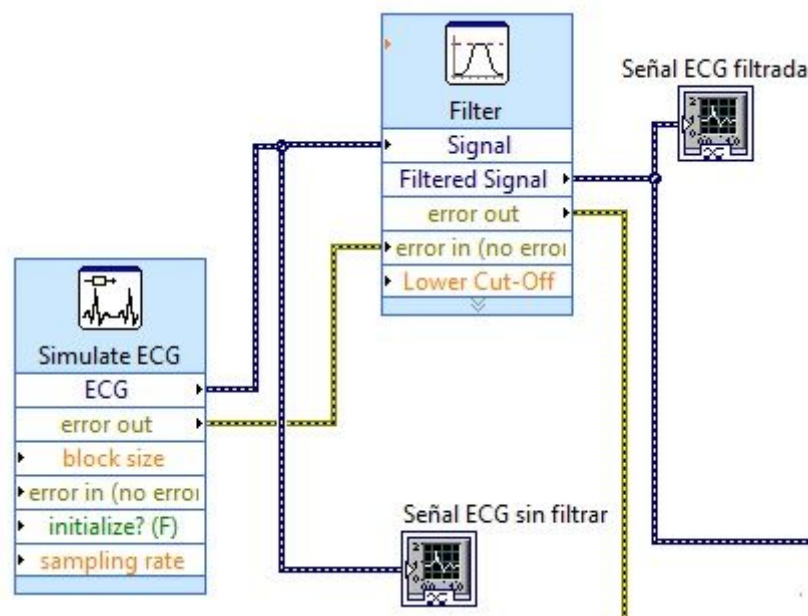 Filter
Signal
Filtered Signal
error out
error in (no error
Lower Cut-Off
Señal ECG filtrada
Simulate ECG
ECG
error out
block size
error in (no error
initialize? (F)
sampling rate
Señal ECG sin filtrar